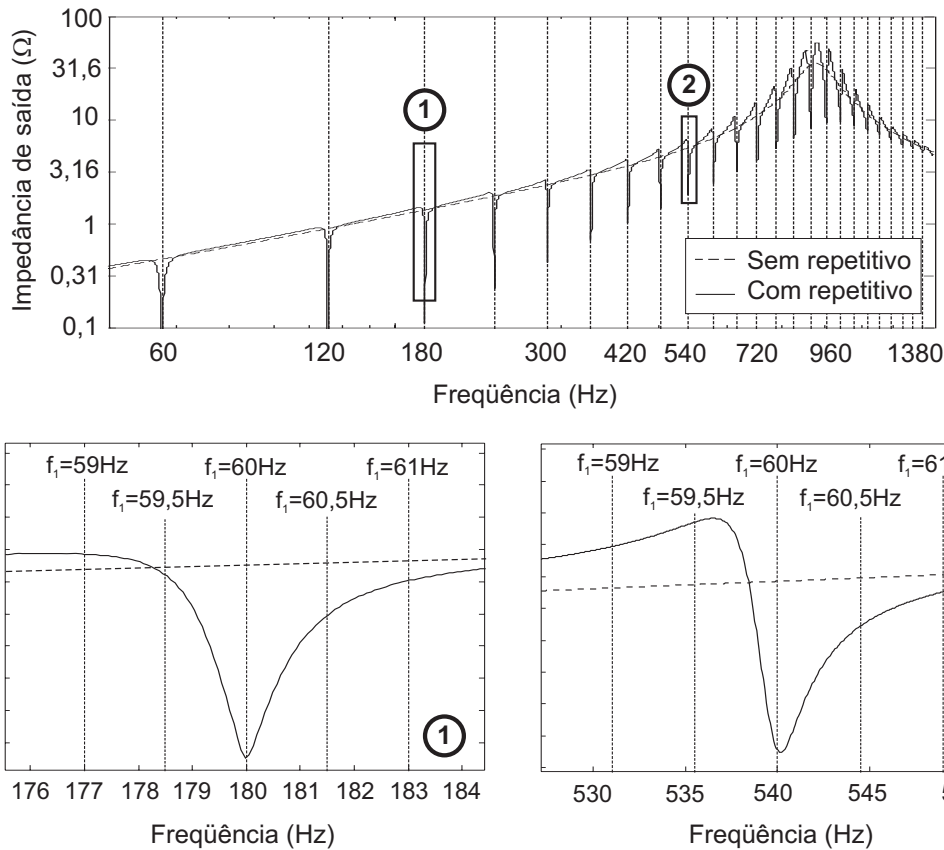 100
31,6
10
3,16
1
0,31
0,1
Impedância de saída (Ω)
1
2
Sem repetitivo
Com repetitivo
60 120 180 300 420 540 720 960 1380
Freqüência (Hz)
f1=59Hz f1=60Hz f1=61Hz
f1=59,5Hz f1=60,5Hz
1
176 177 178 179 180 181 182 183 184
Freqüência (Hz)
f1=59Hz f1=60Hz f1=61
f1=59,5Hz f1=60,5Hz
530 535 540 545
Freqüência (Hz)